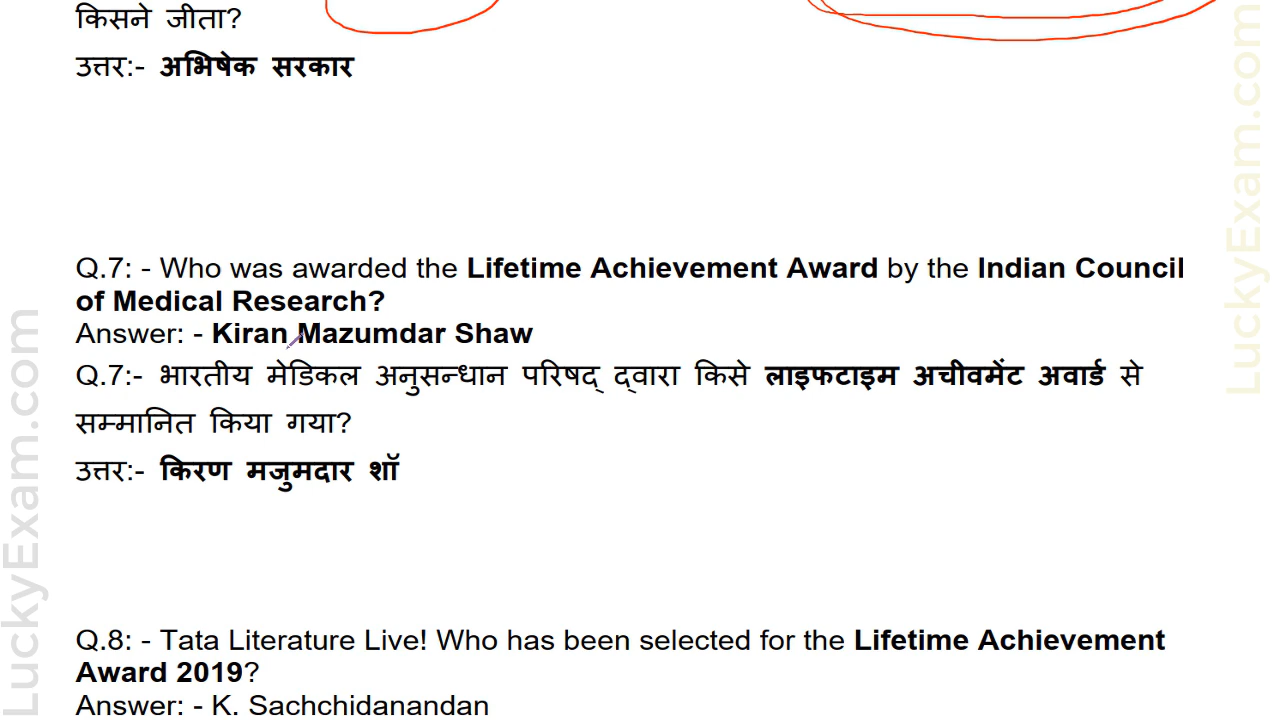 किसने जीता?
उत्तर:- अभिषेक सरकार
Q.7: - Who was awarded the Lifetime Achievement Award by the Indian Council
of Medical Research?
Answer: - Kiran Mazumdar Shaw
Q.7:- भारतीय मेडिकल अनुसन्धान परिषद् द्वारा किसे लाइफटाइम अचीवमेंट अवार्ड से
सम्मानित किया गया?
उत्तर:- किरण मजुमदार शॉ
Q.8: - Tata Literature Live! Who has been selected for the Lifetime Achievement
Award 2019?
Answer: - K. Sachchidanandan
LuckyExam.com
LuckyExam.com